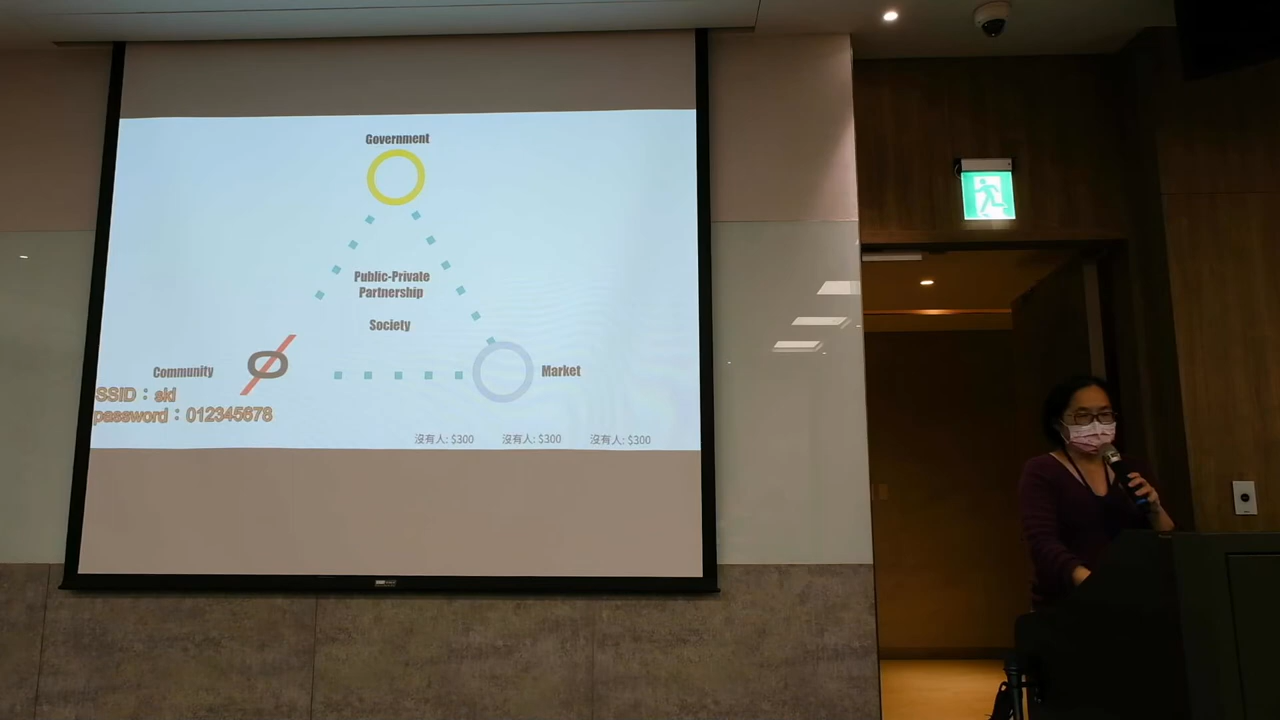 Government
Public-Private
Partnership
Society
Community
Market
SSID：skl
password：012345678
沒有人: $300
沒有人: $300
沒有人: $300